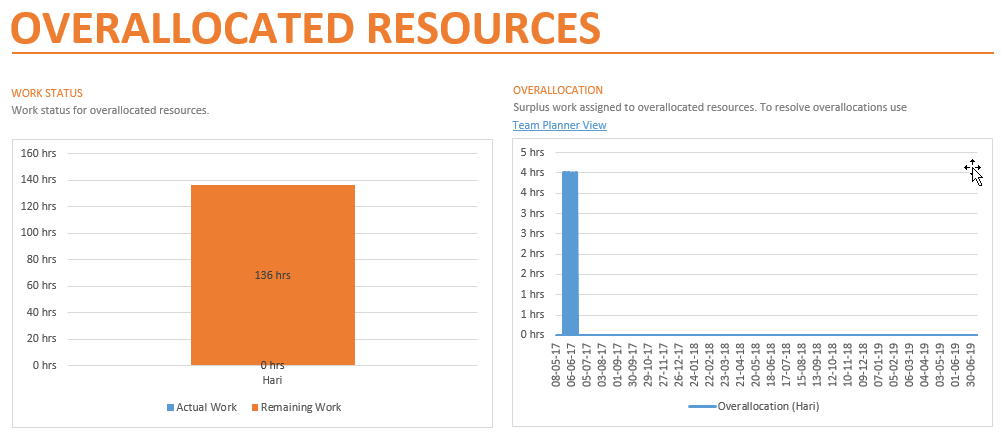 OVERALLOCATED RESOURCES
WORK STATUS
Work status for overallocated resources.
160 hrs
140 hrs
120 hrs
100 hrs
80 hrs
60 hrs
40 hrs
20 hrs
0 hrs
136 hrs
0 hrs
Hari
Actual Work Remaining Work
OVERALLOCATION
Surplus work assigned to overallocated resources. To resolve overallocations use
Team Planner View
5 hrs
4 hrs
4 hrs
3 hrs
3 hrs
2 hrs
2 hrs
1 hrs
1 hrs
0 hrs
08-05-17
06-06-17
05-07-17
03-08-17
01-09-17
30-09-17
29-10-17
27-11-17
26-12-17
24-01-18
22-02-18
23-03-18
21-04-18
20-05-18
18-06-18
17-07-18
15-08-18
13-09-18
12-10-18
10-11-18
09-12-18
07-01-19
05-02-19
06-03-19
04-04-19
03-05-19
01-06-19
30-06-19
Overallocation (Hari)